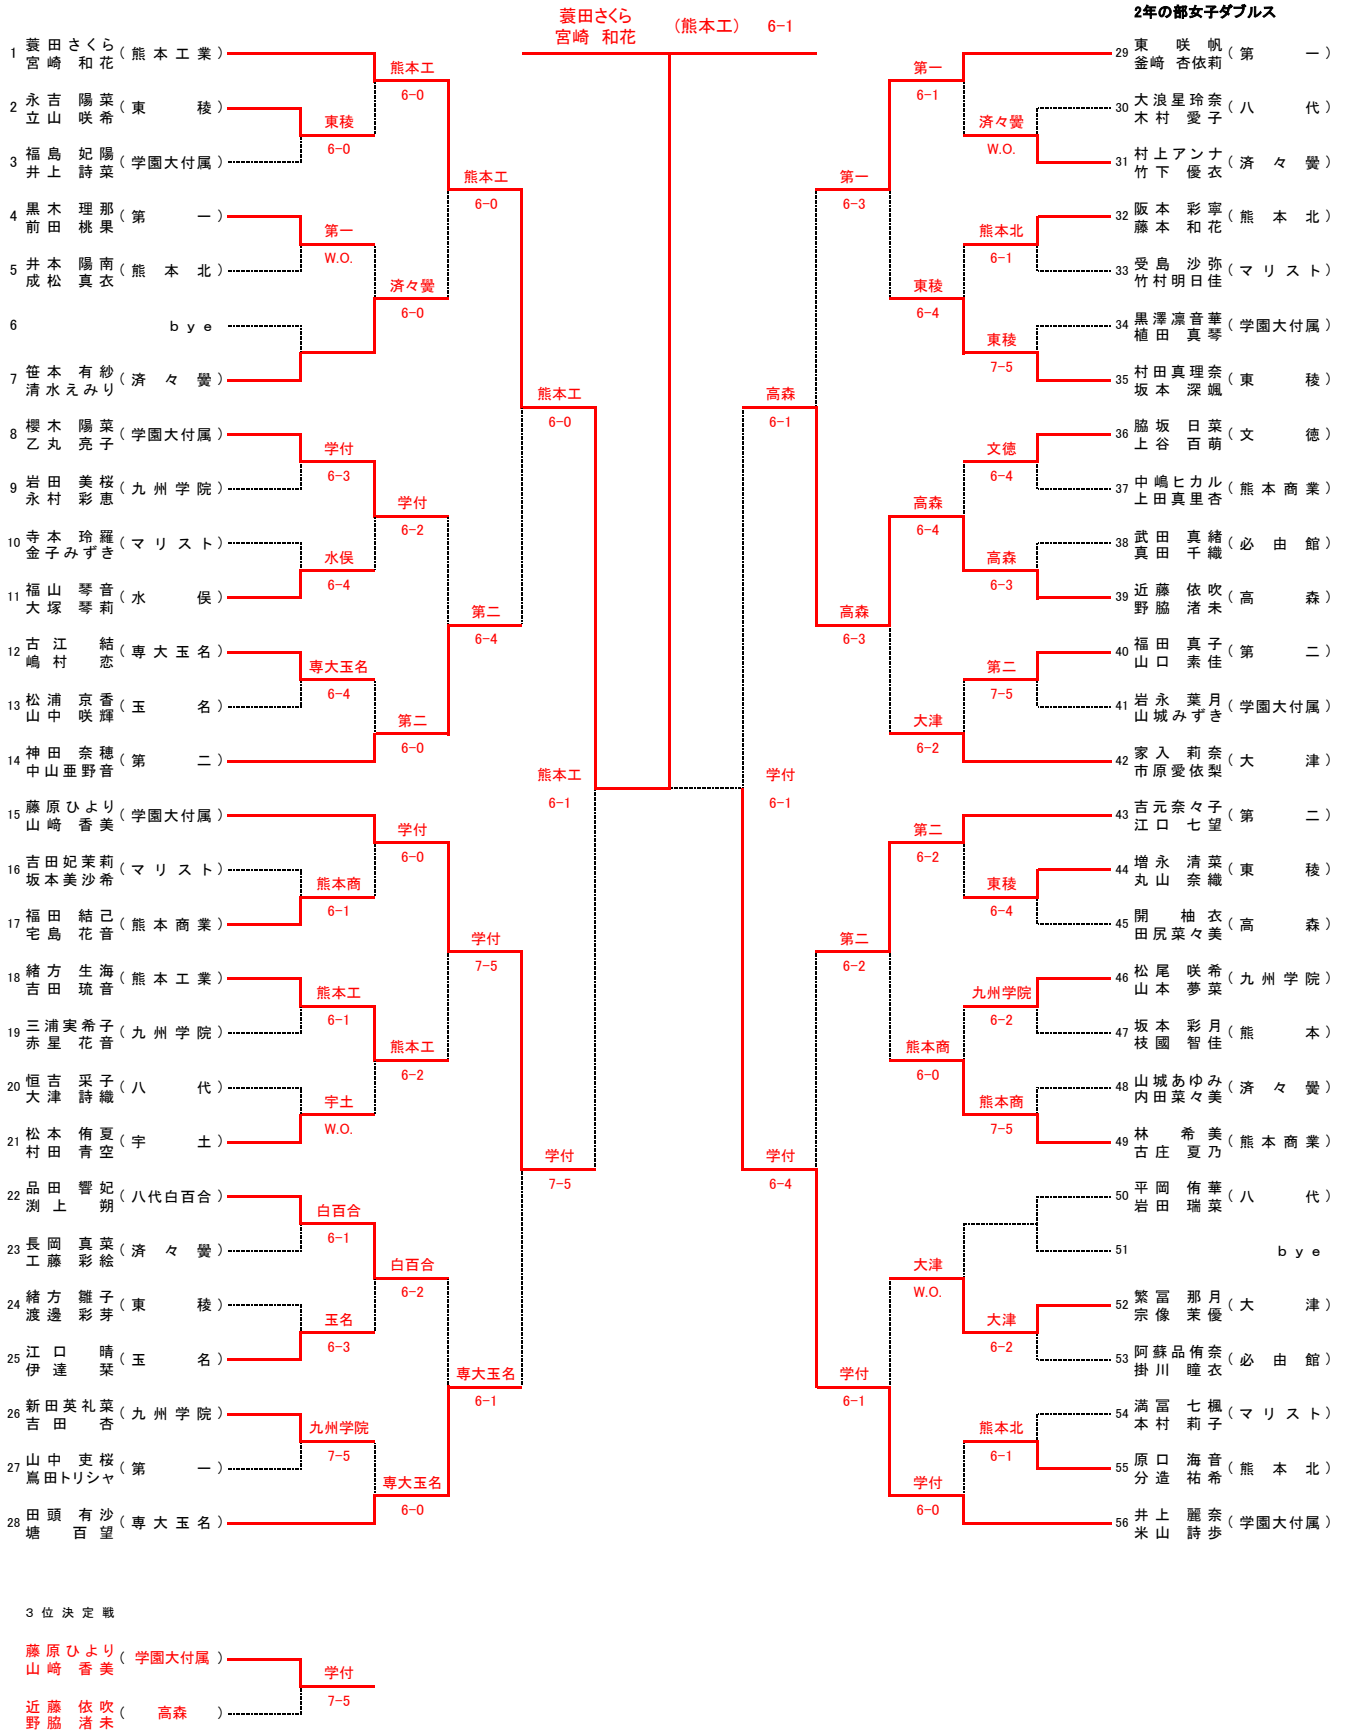 2年の部女子ダブルス
蓑田さくら
宮崎 和花
(熊本工) 6-1
1 蓑田さくら
宮崎 和花
(熊本工業)
2 永吉 陽菜
立山 咲希
(東 稜)
3 福島 妃陽
井上 詩菜
(学園大付属)
4 黒木 理那
前田 桃果
(第 一)
5 井本 陽南
成松 真衣
(熊本北)
6 bye
7 笹本 有紗
清水えみり
(済々黌)
8 櫻木 陽菜
乙丸 亮子
(学園大付属)
9 岩田 美桜
永村 彩恵
(九州学院)
10 寺本 玲羅
金子みずき
(マリスト)
11 福山 琴音
大塚 琴莉
(水 俣)
12 古江 結
嶋村 恋
(専大玉名)
13 松浦 京香
山中 咲輝
(玉 名)
14 神田 奈穂
中山亜野音
(第 二)
15 藤原ひより
山﨑 香美
(学園大付属)
16 吉田妃茉莉
坂本美沙希
(マリスト)
17 福田 結己
宅島 花音
(熊本商業)
18 緒方 生海
吉田 琉音
(熊本工業)
19 三浦実希子
赤星 花音
(九州学院)
20 恒吉 采子
大津 詩織
(八 代)
21 松本 侑夏
村田 青空
(宇 土)
22 品田 響妃
渕上 朔
(八代白百合)
23 長岡 真菜
工藤 彩絵
(済々黌)
24 緒方 雛子
渡邊 彩芽
(東 稜)
25 江口 晴
伊達 栞
(玉 名)
26 新田英礼菜
吉田 杏
(九州学院)
27 山中 吏桜
嶌田トリシャ
(第 一)
28 田頭 有沙
塘 百望
(専大玉名)
東稜
6-0
第一
W.O.
学付
6-3
水俣
6-4
専大玉名
6-4
熊本商
6-1
熊本工
6-1
宇土
W.O.
白百合
6-1
玉名
6-3
九州学院
7-5
熊本工
6-0
済々黌
6-0
学付
6-2
第二
6-0
学付
6-0
熊本工
6-2
白百合
6-2
専大玉名
6-0
熊本工
6-0
第二
6-4
学付
7-5
専大玉名
6-1
熊本工
6-0
学付
7-5
熊本工
6-1
学付
6-1
高森
6-1
学付
6-4
第一
6-3
高森
6-3
第二
6-2
学付
6-1
第一
6-1
東稜
6-4
高森
6-4
大津
6-2
第二
6-2
熊本商
6-0
大津
W.O.
学付
6-0
済々黌
W.O.
熊本北
6-1
東稜
7-5
文徳
6-4
高森
6-3
第二
7-5
東稜
6-4
九州学院
6-2
熊本商
7-5
大津
6-2
熊本北
6-1
29 東 咲帆
釜﨑 杏依莉
(第 一)
30 大浪星玲奈
木村 愛子
(八 代)
31 村上アンナ
竹下 優衣
(済々黌)
32 阪本 彩寧
藤本 和花
(熊本北)
33 受島 沙弥
竹村明日佳
(マリスト)
34 黒澤凛音華
植田 真琴
(学園大付属)
35 村田真理奈
坂本 深颯
(東 稜)
36 脇坂 日菜
上谷 百萌
(文 徳)
37 中嶋ヒカル
上田真里杏
(熊本商業)
38 武田 真緒
真田 千織
(必由館)
39 近藤 依吹
野脇 渚未
(高 森)
40 福田 真子
山口 素佳
(第 二)
41 岩永 葉月
山城みずき
(学園大付属)
42 家入 莉奈
市原愛依梨
(大 津)
43 吉元奈々子
江口 七望
(第 二)
44 増永 清菜
丸山 奈織
(東 稜)
45 開 柚衣
田尻菜々美
(高 森)
46 松尾 咲希
山本 夢菜
(九州学院)
47 坂本 彩月
枝國 智佳
(熊 本)
48 山城あゆみ
内田菜々美
(済々黌)
49 林 希美
古庄 夏乃
(熊本商業)
50 平岡 侑華
岩田 瑞菜
(八 代)
51 bye
52 繁冨 那月
宗像 茉優
(大 津)
53 阿蘇品侑奈
掛川 瞳衣
(必由館)
54 満冨 七楓
本村 莉子
(マリスト)
55 原口 海音
分造 祐希
(熊本北)
56 井上 麗奈
米山 詩歩
(学園大付属)
3位決定戦
藤原ひより
山﨑 香美
(学園大付属)
近藤 依吹
野脇 渚未
(高森)
学付
7-5